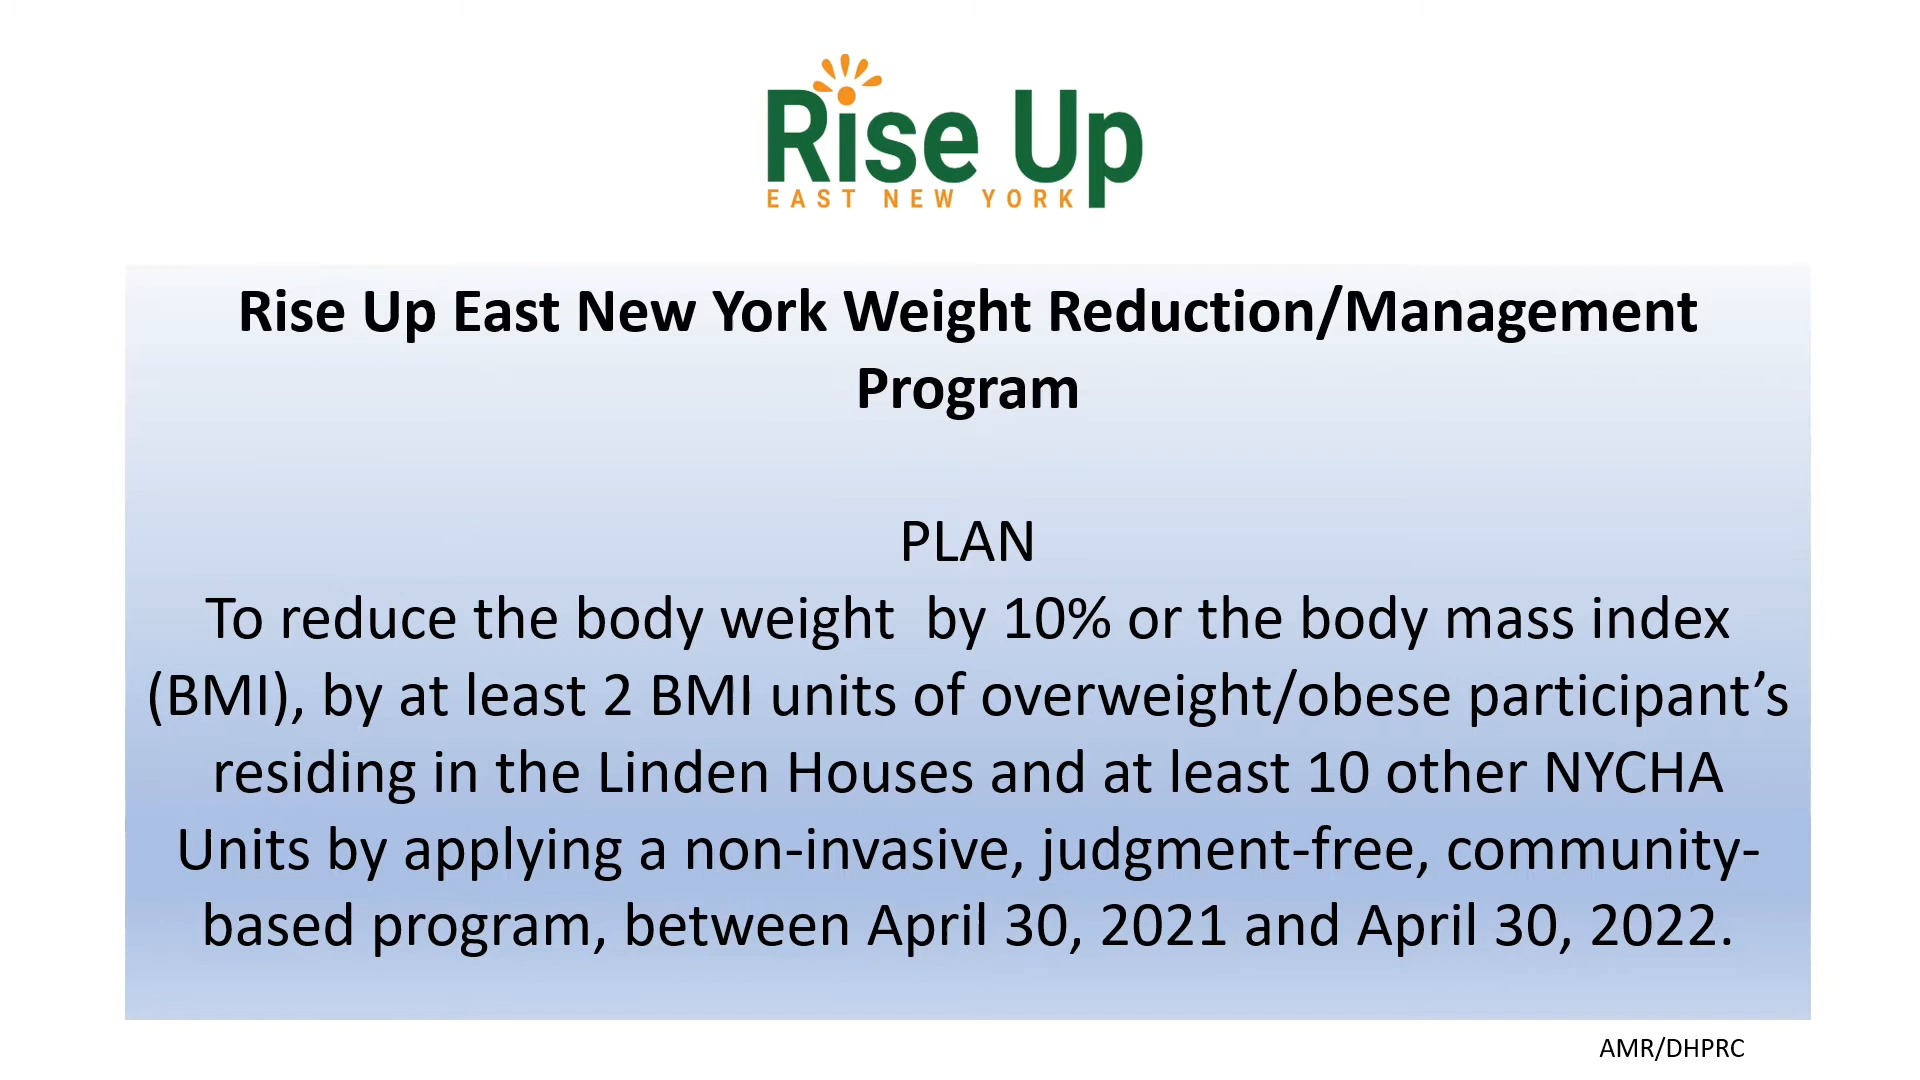 Rise Up
EAST NEW YORK
Rise Up East New York Weight Reduction/Management
Program
PLAN
To reduce the body weight  by 10% or the body mass index
(BMI), by at least 2 BMI units of overweight/obese participant’s
residing in the Linden Houses and at least 10 other NYCHA
Units by applying a non-invasive, judgment-free, community-
based program, between April 30, 2021 and April 30, 2022.
AMR/DHPRC